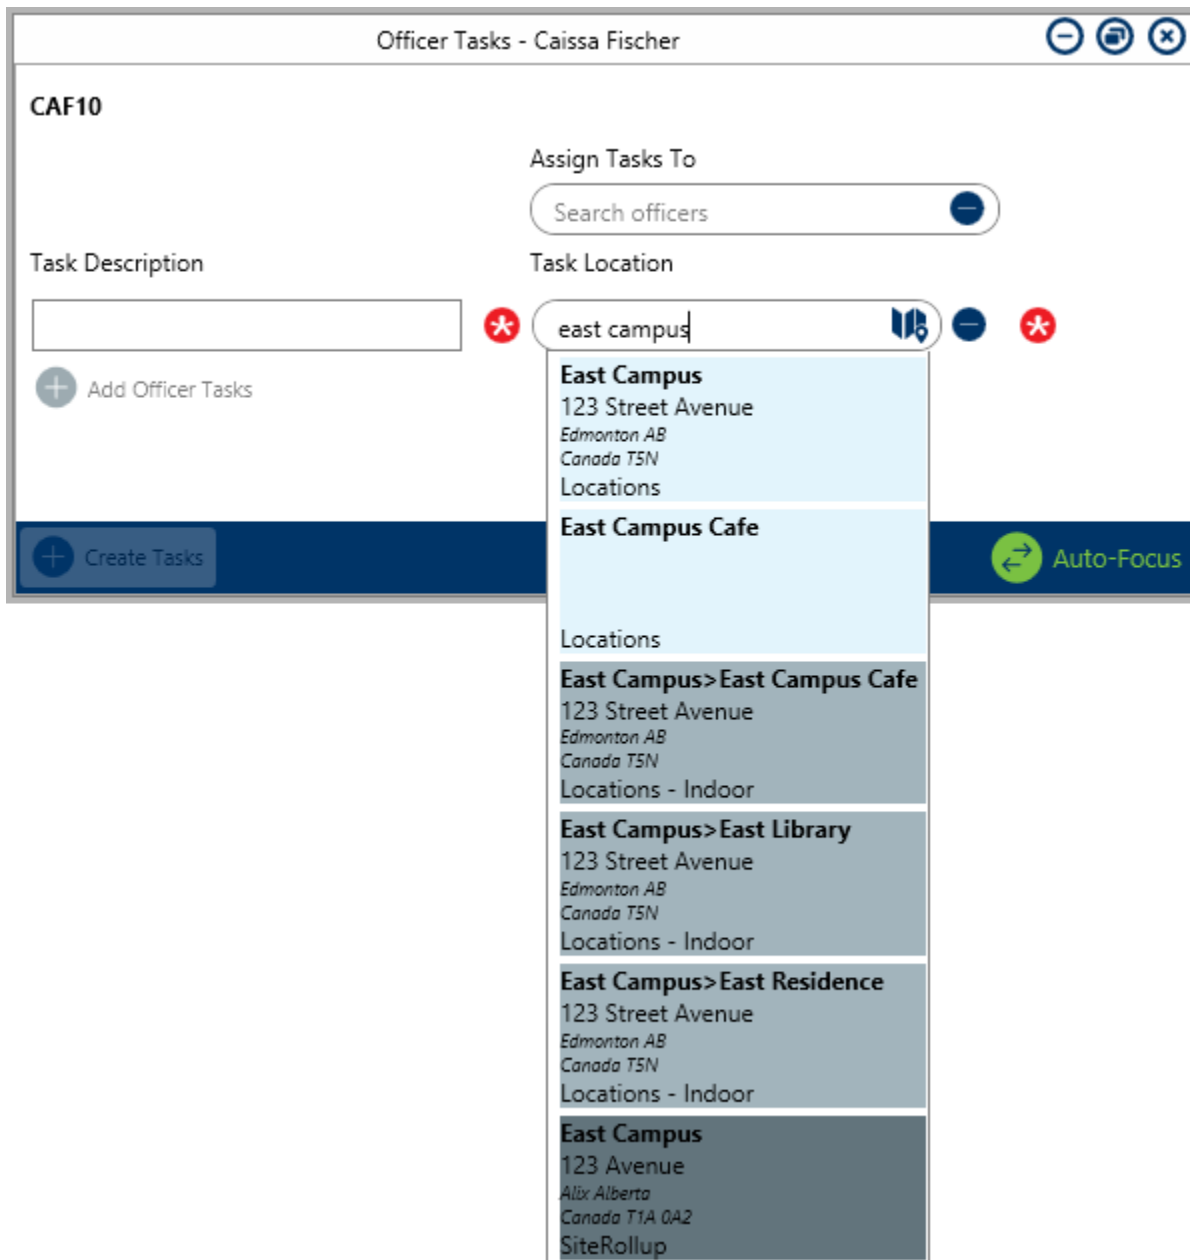 Officer Tasks - Caissa Fischer
CAF10
Assign Tasks To
Search officers
Task Description
Task Location
east campus
Add Officer Tasks
East Campus
123 Street Avenue
Edmonton AB
Canada T5N
Locations
East Campus Cafe
Locations
Create Tasks
Auto-Focus
East Campus>East Campus Cafe
123 Street Avenue
Edmonton AB
Canada T5N
Locations - Indoor
East Campus>East Library
123 Street Avenue
Edmonton AB
Canada T5N
Locations - Indoor
East Campus>East Residence
123 Street Avenue
Edmonton AB
Canada T5N
Locations - Indoor
East Campus
123 Avenue
Alix Alberta
Canada T1A 0A2
SiteRollup